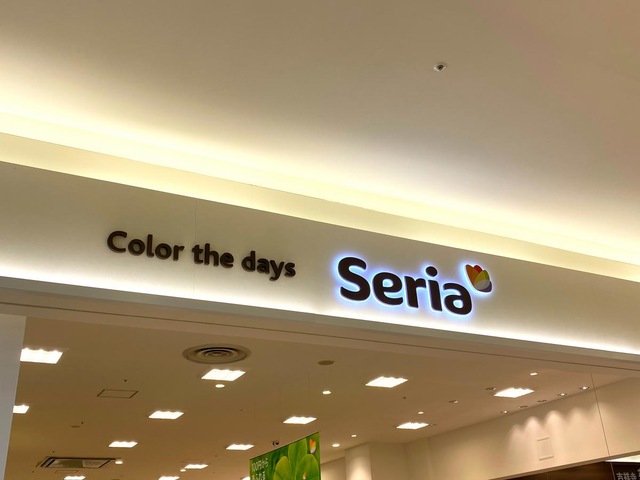 Color the days Seria